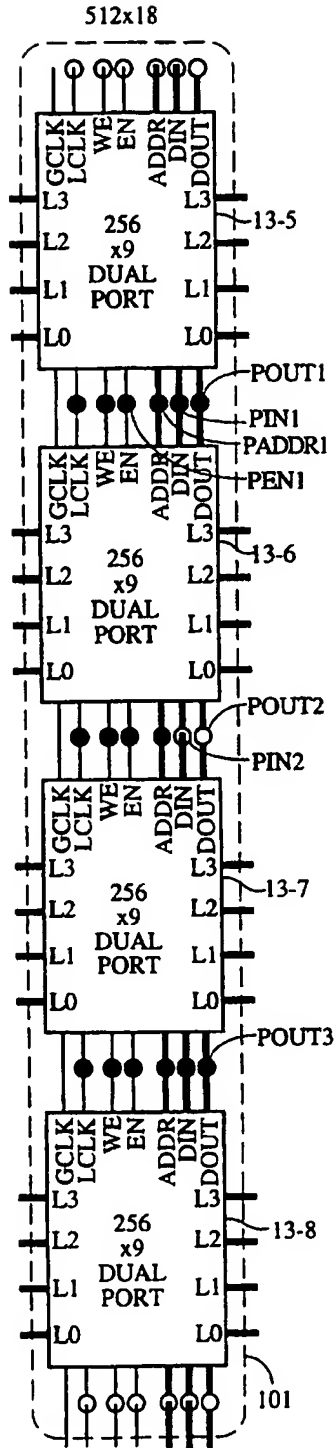 512x18
GCLK LCLK WE EN ADDR DIN DOUT
L3 L3
13-5
L2 L2
L1 L1
L0 L0
256
x9
DUAL
PORT
POUT1
PIN1
PADDR1
PEN1
GCLK LCLK WE EN ADDR DIN DOUT
L3 L3
13-6
L2 L2
L1 L1
L0 L0
256
x9
DUAL
PORT
POUT2
PIN2
GCLK LCLK WE EN ADDR DIN DOUT
L3 L3
13-7
L2 L2
L1 L1
L0 L0
256
x9
DUAL
PORT
POUT3
GCLK LCLK WE EN ADDR DIN DOUT
L3 L3
13-8
L2 L2
L1 L1
L0 L0
256
x9
DUAL
PORT
101